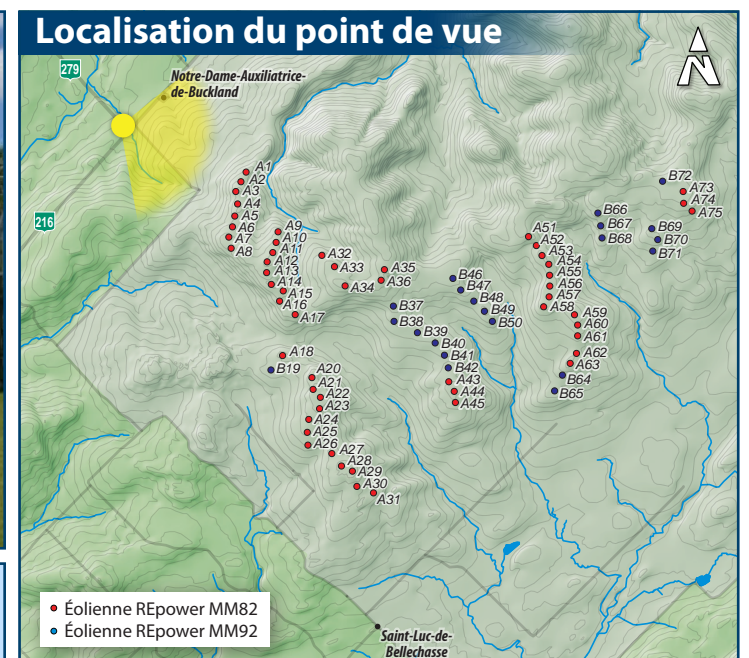 Localisation du point de vue
N
279
Notre-Dame-Auxiliatrice-
de-Buckland
216
A1
A2
A3
A4
A5
A6
A7
A8
A9
A10
A11
A12
A13
A14
A15
A16
A17
A18
B19
A20
A21
A22
A23
A24
A25
A26
A27
A28
A29
A30
A31
A32
A33
A34
A35
A36
B37
B38
B39
B40
B41
B42
A43
A44
A45
B46
B47
B48
B49
B50
A51
A52
A53
A54
A55
A56
A57
A58
A59
A60
A61
A62
A63
B64
B65
B66
B67
B68
B69
B70
B71
B72
A73
A74
A75
Éolienne REpower MM82
Éolienne REpower MM92
Saint-Luc-de-
Bellechasse